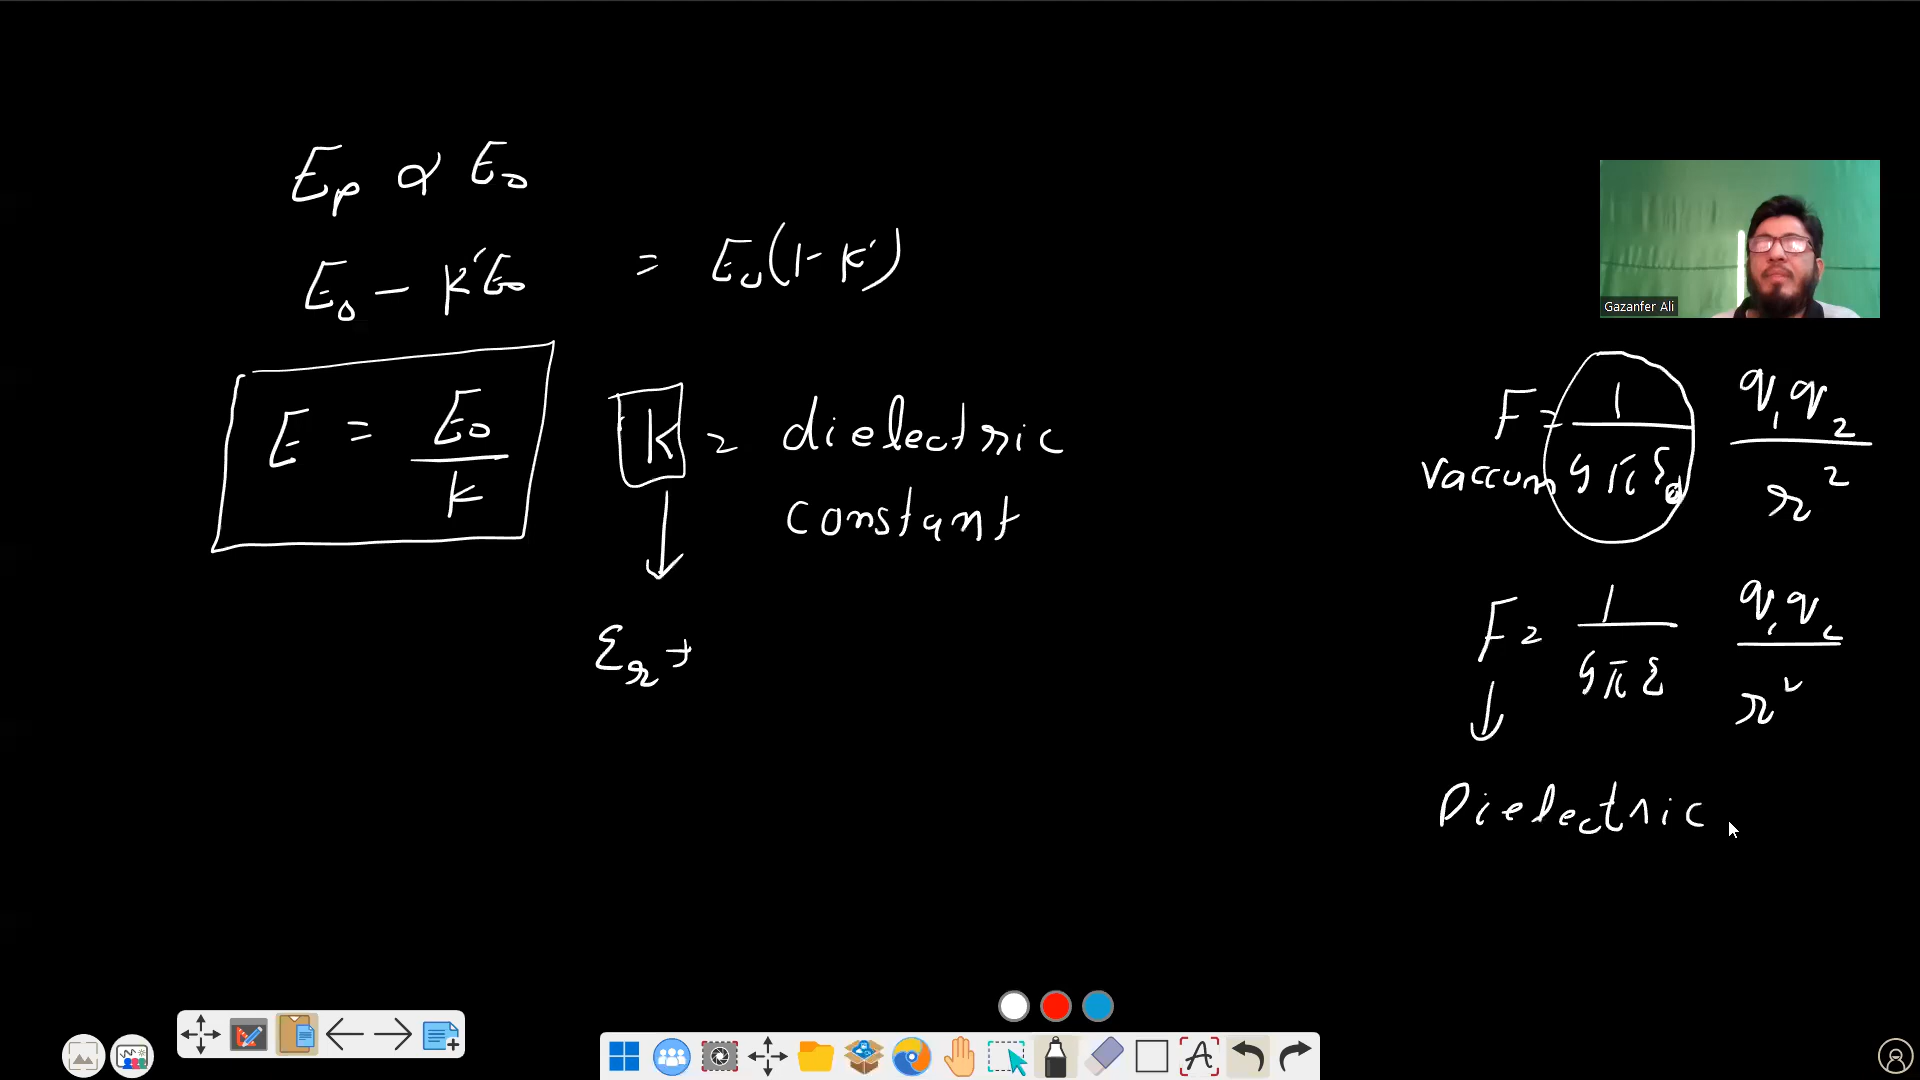 Ep ∝ E₀
E₀ - K'E₀ = E₀(1 - K')
E = E₀/K
K = dielectric
constant
εr →
Gazanfer Ali
F = 1/4πε₀ q₁q₂/r²
vaccum
F = 1/4πε q₁q₂/r²
Dielectric